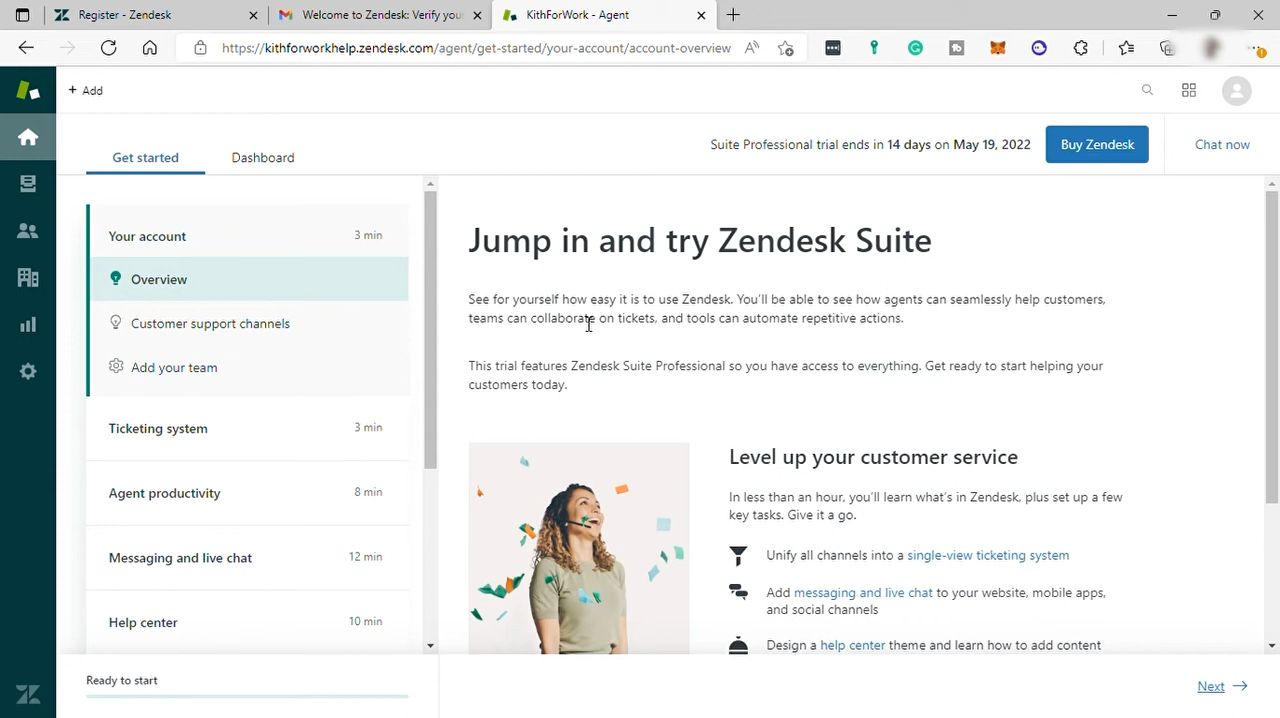 Register - Zendesk
Welcome to Zendesk: Verify you
KithForWork - Agent
https://kithforworkhelp.zendesk.com/agent/get-started/your-account/account-overview
+ Add
Get started
Dashboard
Suite Professional trial ends in 14 days on May 19, 2022
Buy Zendesk
Chat now
Your account
3 min
Overview
Customer support channels
Add your team
Ticketing system
3 min
Agent productivity
8 min
Messaging and live chat
12 min
Help center
10 min
Ready to start
Jump in and try Zendesk Suite
See for yourself how easy it is to use Zendesk. You'll be able to see how agents can seamlessly help customers,
teams can collaborate on tickets, and tools can automate repetitive actions.
This trial features Zendesk Suite Professional so you have access to everything. Get ready to start helping your
customers today.
Level up your customer service
In less than an hour, you'll learn what's in Zendesk, plus set up a few
key tasks. Give it a go.
Unify all channels into a single-view ticketing system
Add messaging and live chat to your website, mobile apps,
and social channels
Design a help center theme and learn how to add content
Next